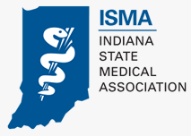 ISMA
INDIANA
STATE
MEDICAL
ASSOCIATION